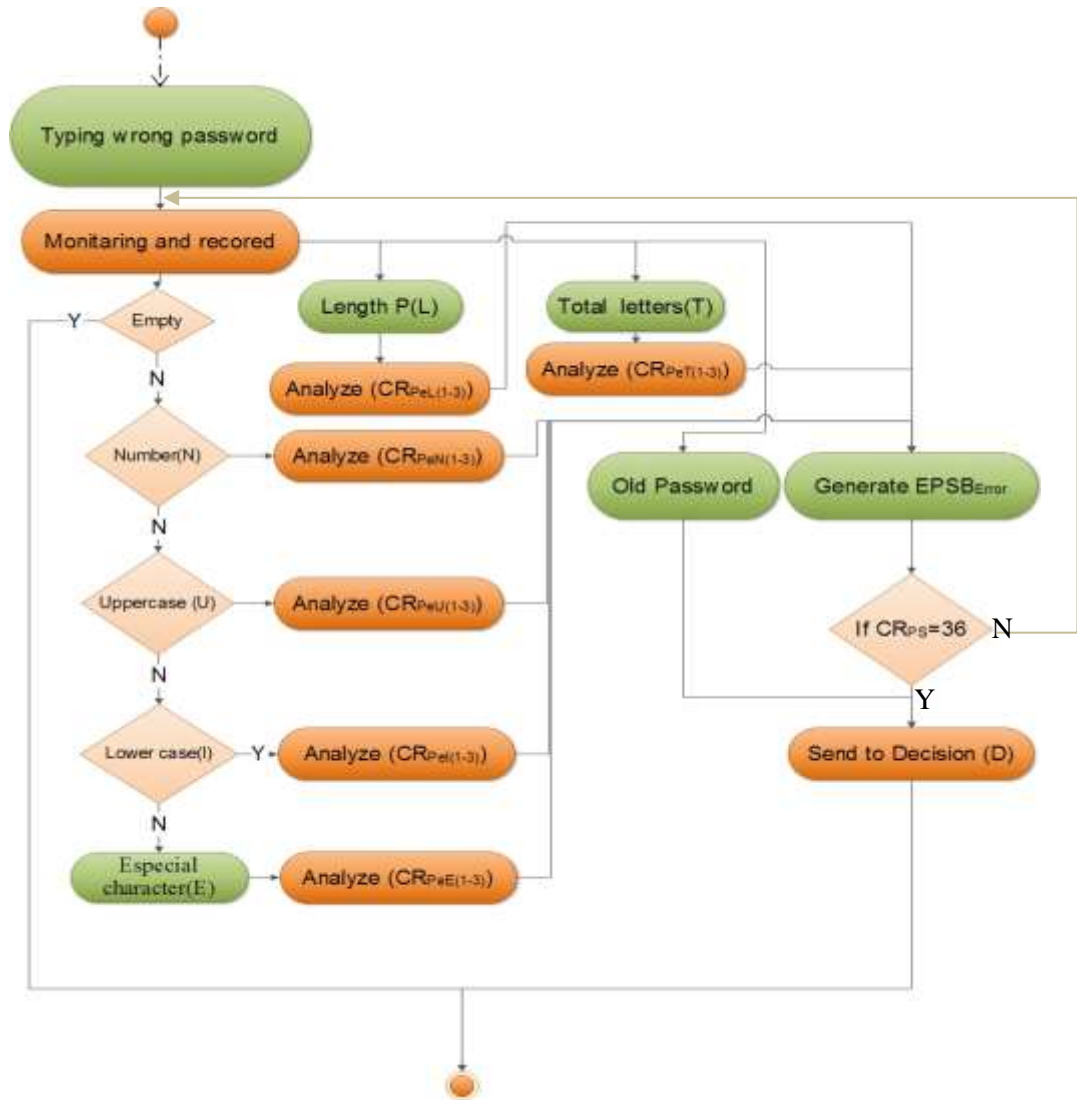 Typing wrong password
Monitaring and recored
Y
Empty
Length P(L)
Total letters(T)
Analyze (CRPeL(1-3))
Analyze (CRPeT(1-3))
N
Number(N)
Analyze (CRPeN(1-3))
Old Password
Generate EPSBError
N
Uppercase (U)
Analyze (CRPeU(1-3))
If CRPS=36
N
N
Y
Lower case(l)
Y
Analyze (CRPel(1-3))
Send to Decision (D)
N
Especial
character(E)
Analyze (CRPeE(1-3))